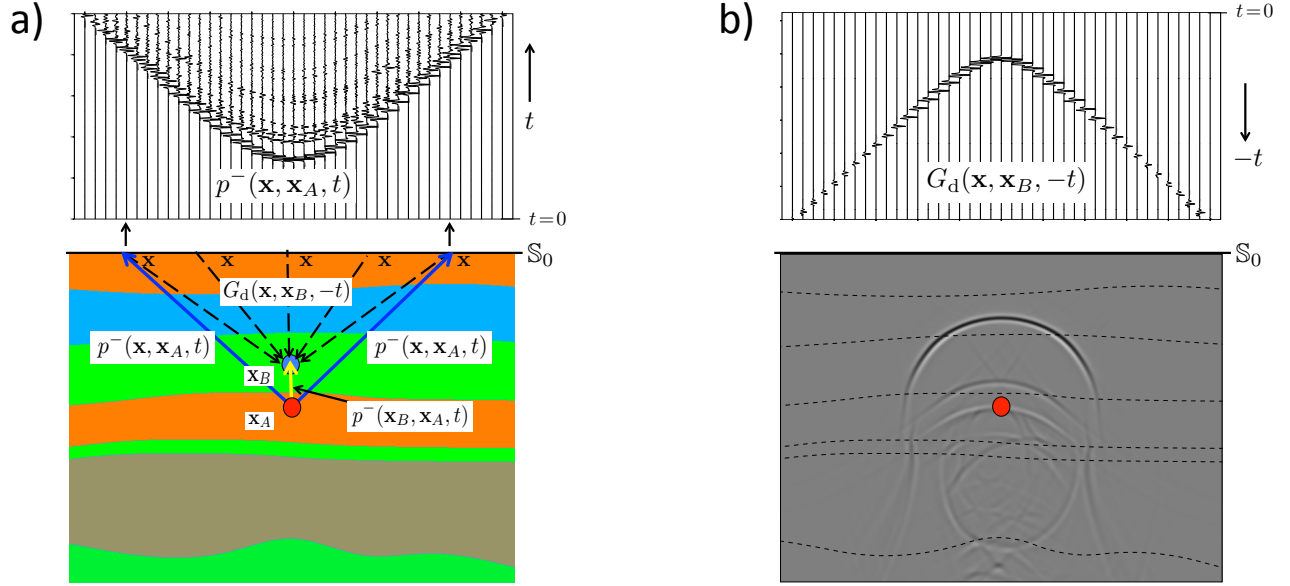 a)
t
p⁻(x, x_A, t)
t=0
𝕊₀
x x x x x
G_d(x, x_B, −t)
p⁻(x, x_A, t) p⁻(x, x_A, t)
x_B
x_A
p⁻(x_B, x_A, t)
b)
t=0
−t
G_d(x, x_B, −t)
𝕊₀